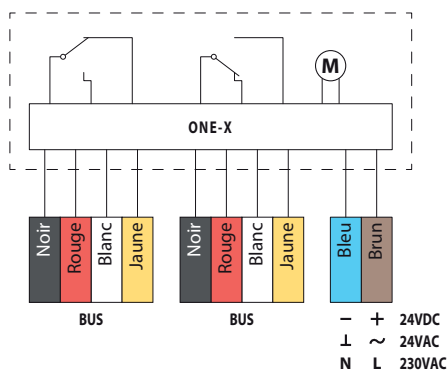 M
ONE-X
Noir
Rouge
Blanc
Jaune
Noir
Rouge
Blanc
Jaune
Bleu
Brun
BUS
BUS
− + 24VDC
⊥ ~ 24VAC
N L 230VAC